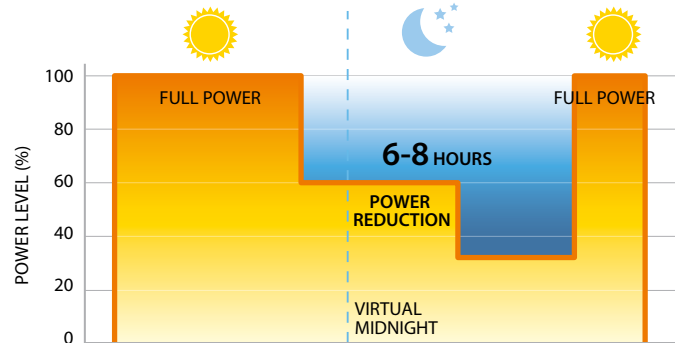 100
80
60
40
20
0
POWER LEVEL (%)
FULL POWER
FULL POWER
6-8 HOURS
POWER
REDUCTION
VIRTUAL
MIDNIGHT